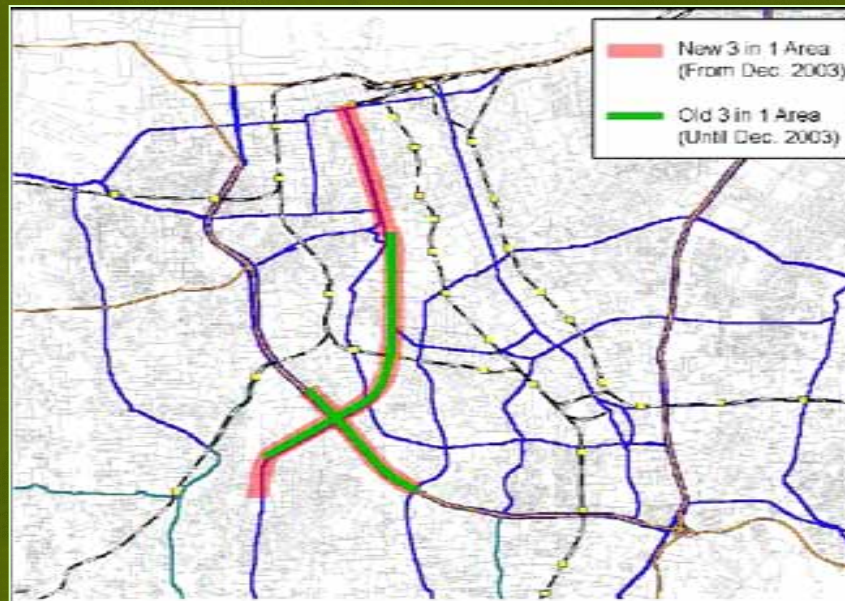 New 3 in 1 Area
(From Dec. 2003)
Old 3 in 1 Area
(Until Dec. 2003)